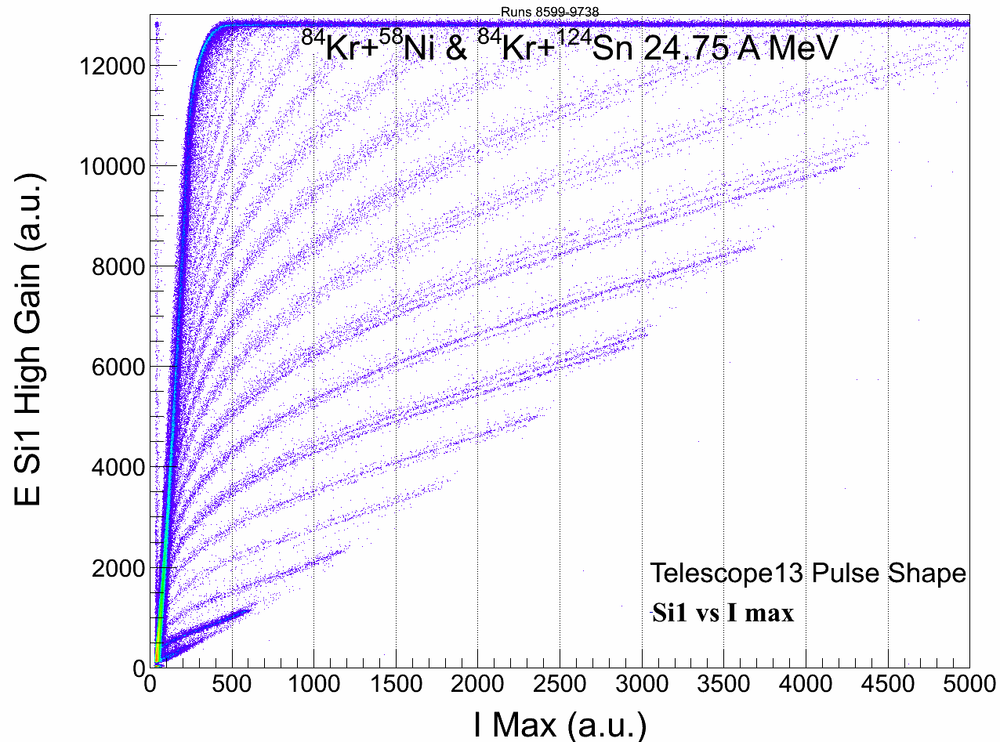 Runs 8599-9738
84Kr+58Ni & 84Kr+124Sn 24.75 A MeV
12000
10000
8000
6000
4000
2000
0
E Si1 High Gain (a.u.)
Telescope13 Pulse Shape
Si1 vs I max
0 500 1000 1500 2000 2500 3000 3500 4000 4500 5000
I Max (a.u.)